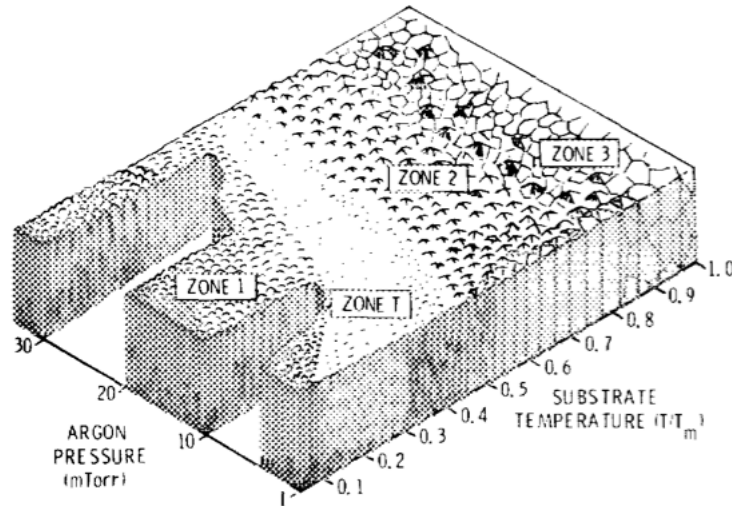 ZONE 3
ZONE 2
ZONE 1
ZONE T
30
20
10
1
ARGON
PRESSURE
(mTorr)
0.1
0.2
0.3
0.4
0.5
0.6
0.7
0.8
0.9
1.0
SUBSTRATE
TEMPERATURE (T/Tm)